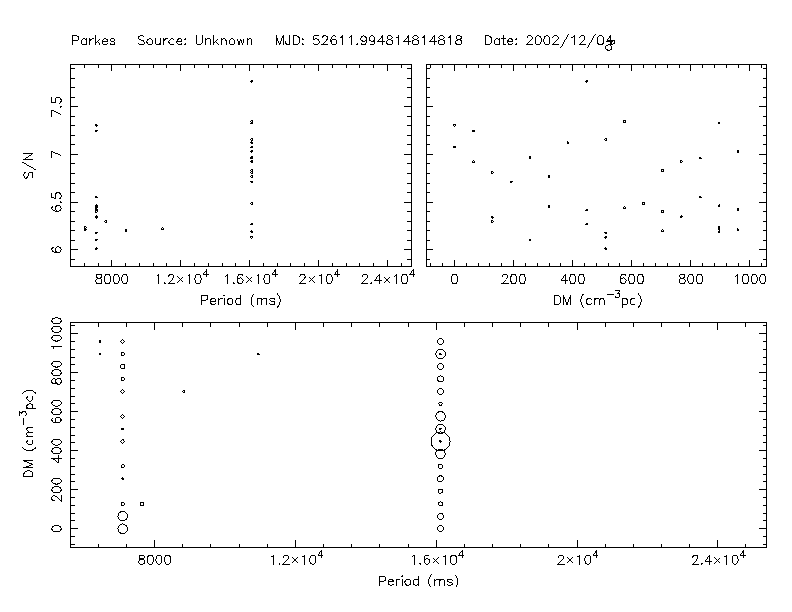 Parkes Source: Unknown MJD: 52611.994814814818 Date: 2002/12/04
S/N
6 6.5 7 7.5
8000 1.2×10⁴ 1.6×10⁴ 2×10⁴ 2.4×10⁴
Period (ms)
0 200 400 600 800 1000
DM (cm⁻³pc)
DM (cm⁻³pc)
0 200 400 600 800 1000
8000 1.2×10⁴ 1.6×10⁴ 2×10⁴ 2.4×10⁴
Period (ms)